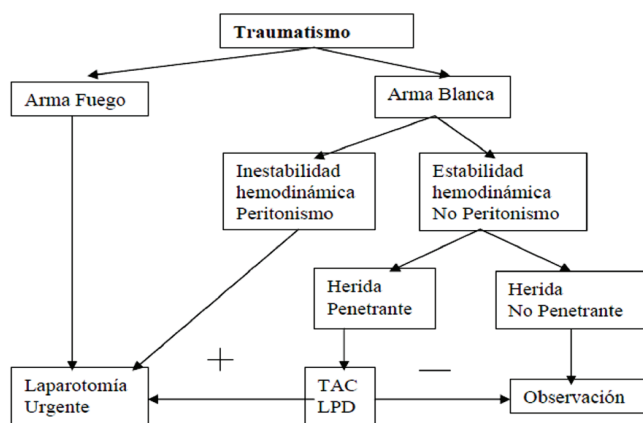 Traumatismo
Arma Fuego
Arma Blanca
Inestabilidad
hemodinámica
Peritonismo
Estabilidad
hemodinámica
No Peritonismo
Herida
Penetrante
Herida
No Penetrante
+
—
Laparotomía
Urgente
TAC
LPD
Observación